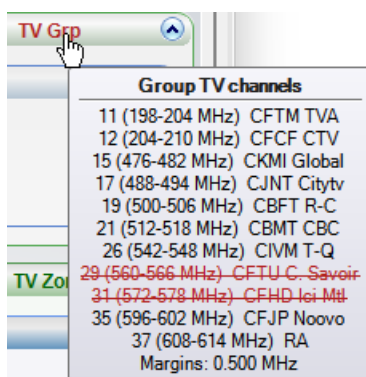 TV Grp
Group TV channels
11 (198-204 MHz) CFTM TVA
12 (204-210 MHz) CFCF CTV
15 (476-482 MHz) CKMI Global
17 (488-494 MHz) CJNT Citytv
19 (500-506 MHz) CBFT R-C
21 (512-518 MHz) CBMT CBC
26 (542-548 MHz) CIVM T-Q
29 (560-566 MHz) CFTU C. Savoir
TV Zo
31 (572-578 MHz) CFHD Ici Mtl
35 (596-602 MHz) CFJP Noovo
37 (608-614 MHz) RA
Margins: 0.500 MHz